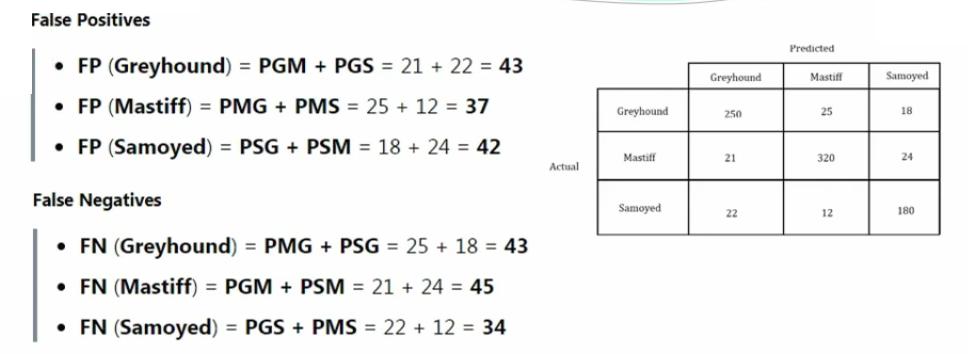 False Positives
• FP (Greyhound) = PGM + PGS = 21 + 22 = 43
• FP (Mastiff) = PMG + PMS = 25 + 12 = 37
• FP (Samoyed) = PSG + PSM = 18 + 24 = 42
False Negatives
• FN (Greyhound) = PMG + PSG = 25 + 18 = 43
• FN (Mastiff) = PGM + PSM = 21 + 24 = 45
• FN (Samoyed) = PGS + PMS = 22 + 12 = 34
Predicted
Greyhound Mastiff Samoyed
Greyhound 250 25 18
Actual
Mastiff 21 320 24
Samoyed 22 12 180